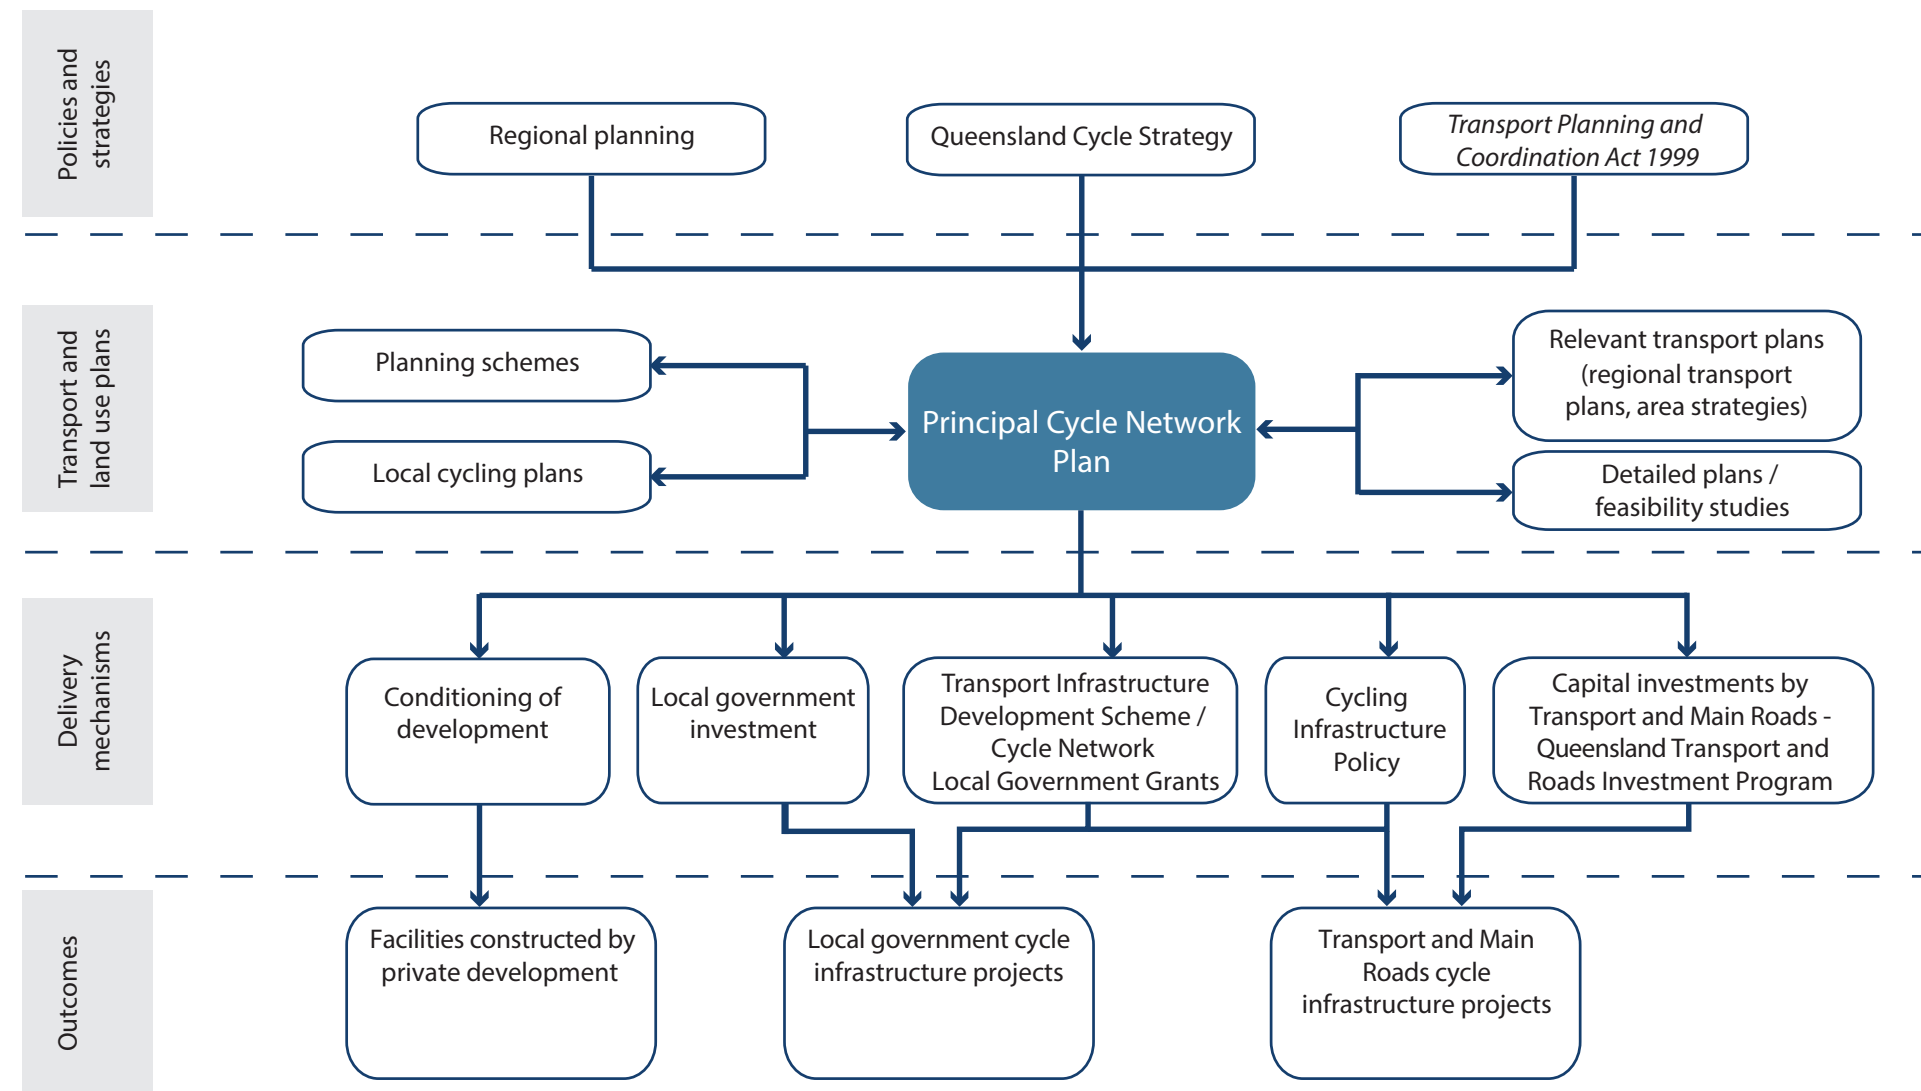 Policies and
strategies
Regional planning
Queensland Cycle Strategy
Transport Planning and
Coordination Act 1999
Transport and
land use plans
Planning schemes
Local cycling plans
Principal Cycle Network
Plan
Relevant transport plans
(regional transport
plans, area strategies)
Detailed plans /
feasibility studies
Delivery
mechanisms
Conditioning of
development
Local government
investment
Transport Infrastructure
Development Scheme /
Cycle Network
Local Government Grants
Cycling
Infrastructure
Policy
Capital investments by
Transport and Main Roads -
Queensland Transport and
Roads Investment Program
Outcomes
Facilities constructed by
private development
Local government cycle
infrastructure projects
Transport and Main
Roads cycle
infrastructure projects